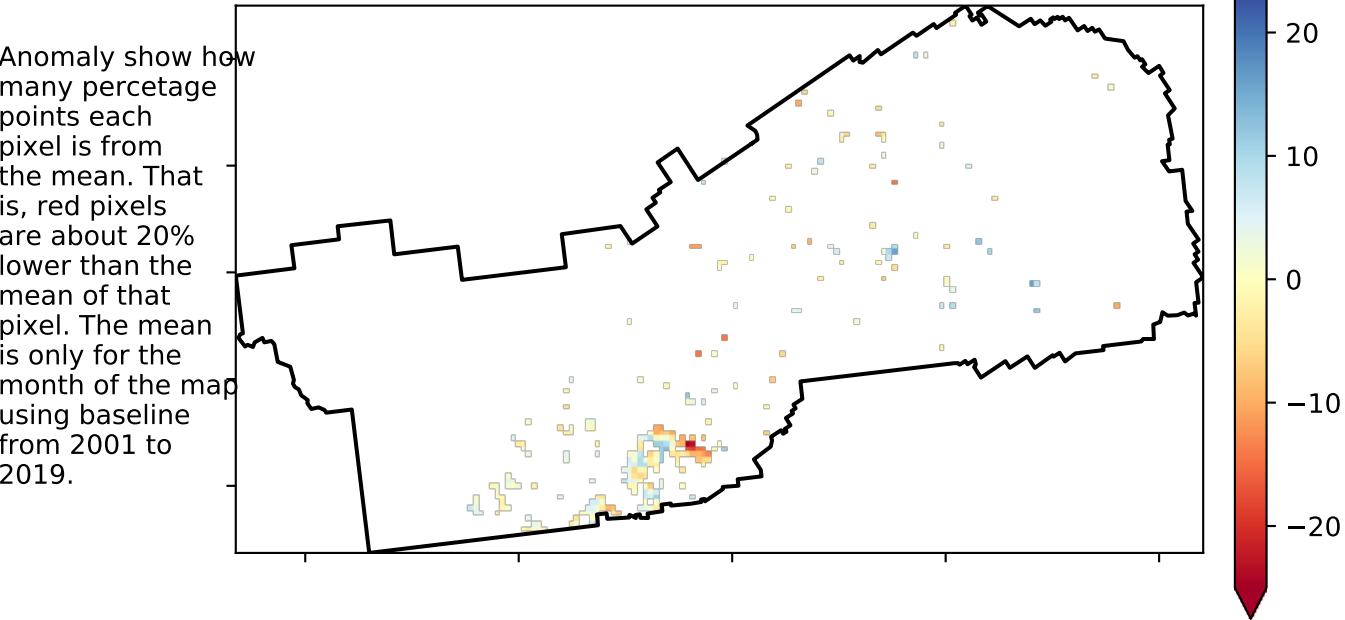 Anomaly show how
many percetage
points each
pixel is from
the mean. That
is, red pixels
are about 20%
lower than the
mean of that
pixel. The mean
is only for the
month of the map
using baseline
from 2001 to
2019.
20
10
0
−10
−20